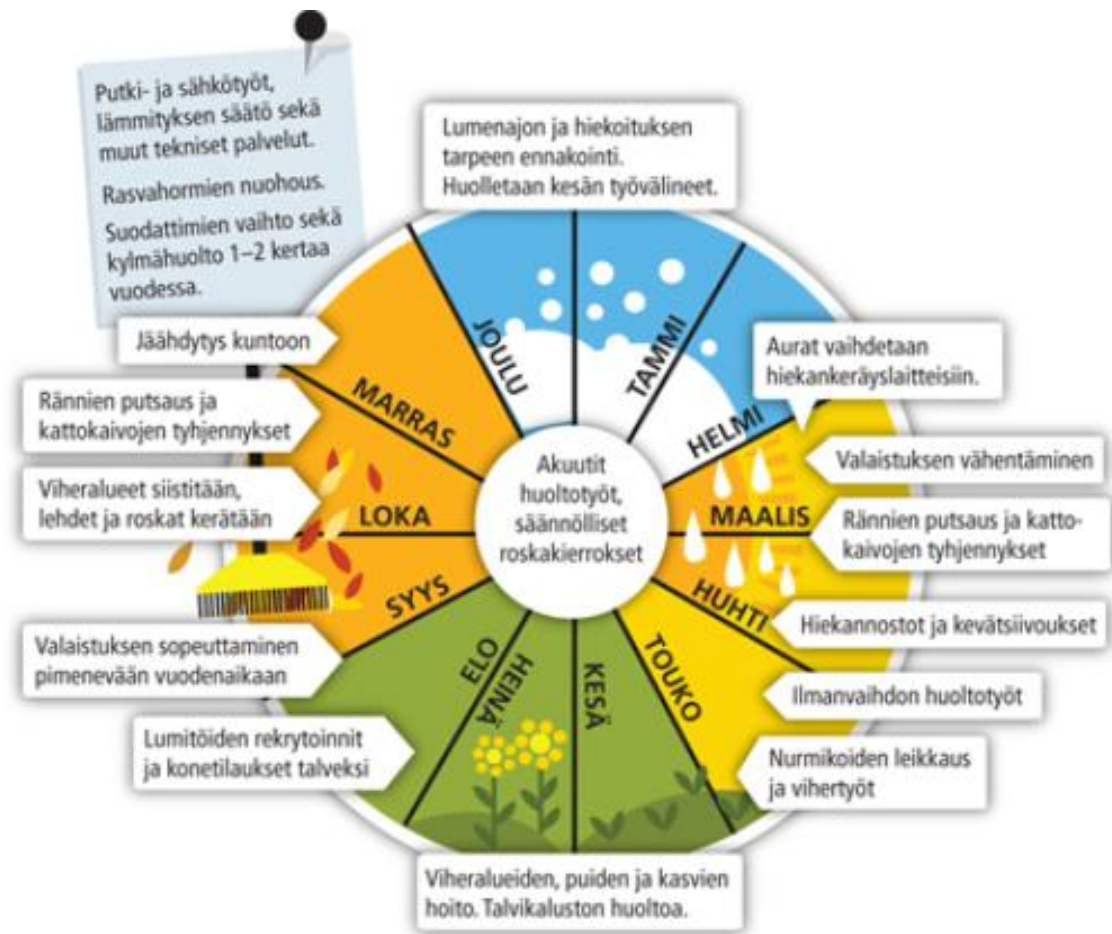 Putki- ja sähkötyöt,
lämmityksen säätö sekä
muut tekniset palvelut.
Rasvahormien nuohous.
Suodattimien vaihto sekä
kylmähuolto 1–2 kertaa
vuodessa.
Lumenajon ja hiekoituksen
tarpeen ennakointi.
Huolletaan kesän työvälineet.
Jäähdytys kuntoon
Rännien putsaus ja
kattokaivojen tyhjennykset
Viheralueet siistitään,
lehdet ja roskat kerätään
Valaistuksen sopeuttaminen
pimenevään vuodenaikaan
Lumitöiden rekrytoinnit
ja konetilaukset talveksi
JOULU
TAMMI
HELMI
MAALIS
HUHTI
TOUKO
KESÄ
HEINÄ
ELO
SYYS
LOKA
MARRAS
Akuutit
huoltotyöt,
säännölliset
roskakierrokset
Aurat vaihdetaan
hiekankeräyslaitteisiin.
Valaistuksen vähentäminen
Rännien putsaus ja katto-
kaivojen tyhjennykset
Hiekannostot ja kevätsiivoukset
Ilmanvaihdon huoltotyöt
Nurmikoiden leikkaus
ja vihertyöt
Viheralueiden, puiden ja kasvien
hoito. Talvikaluston huoltoa.